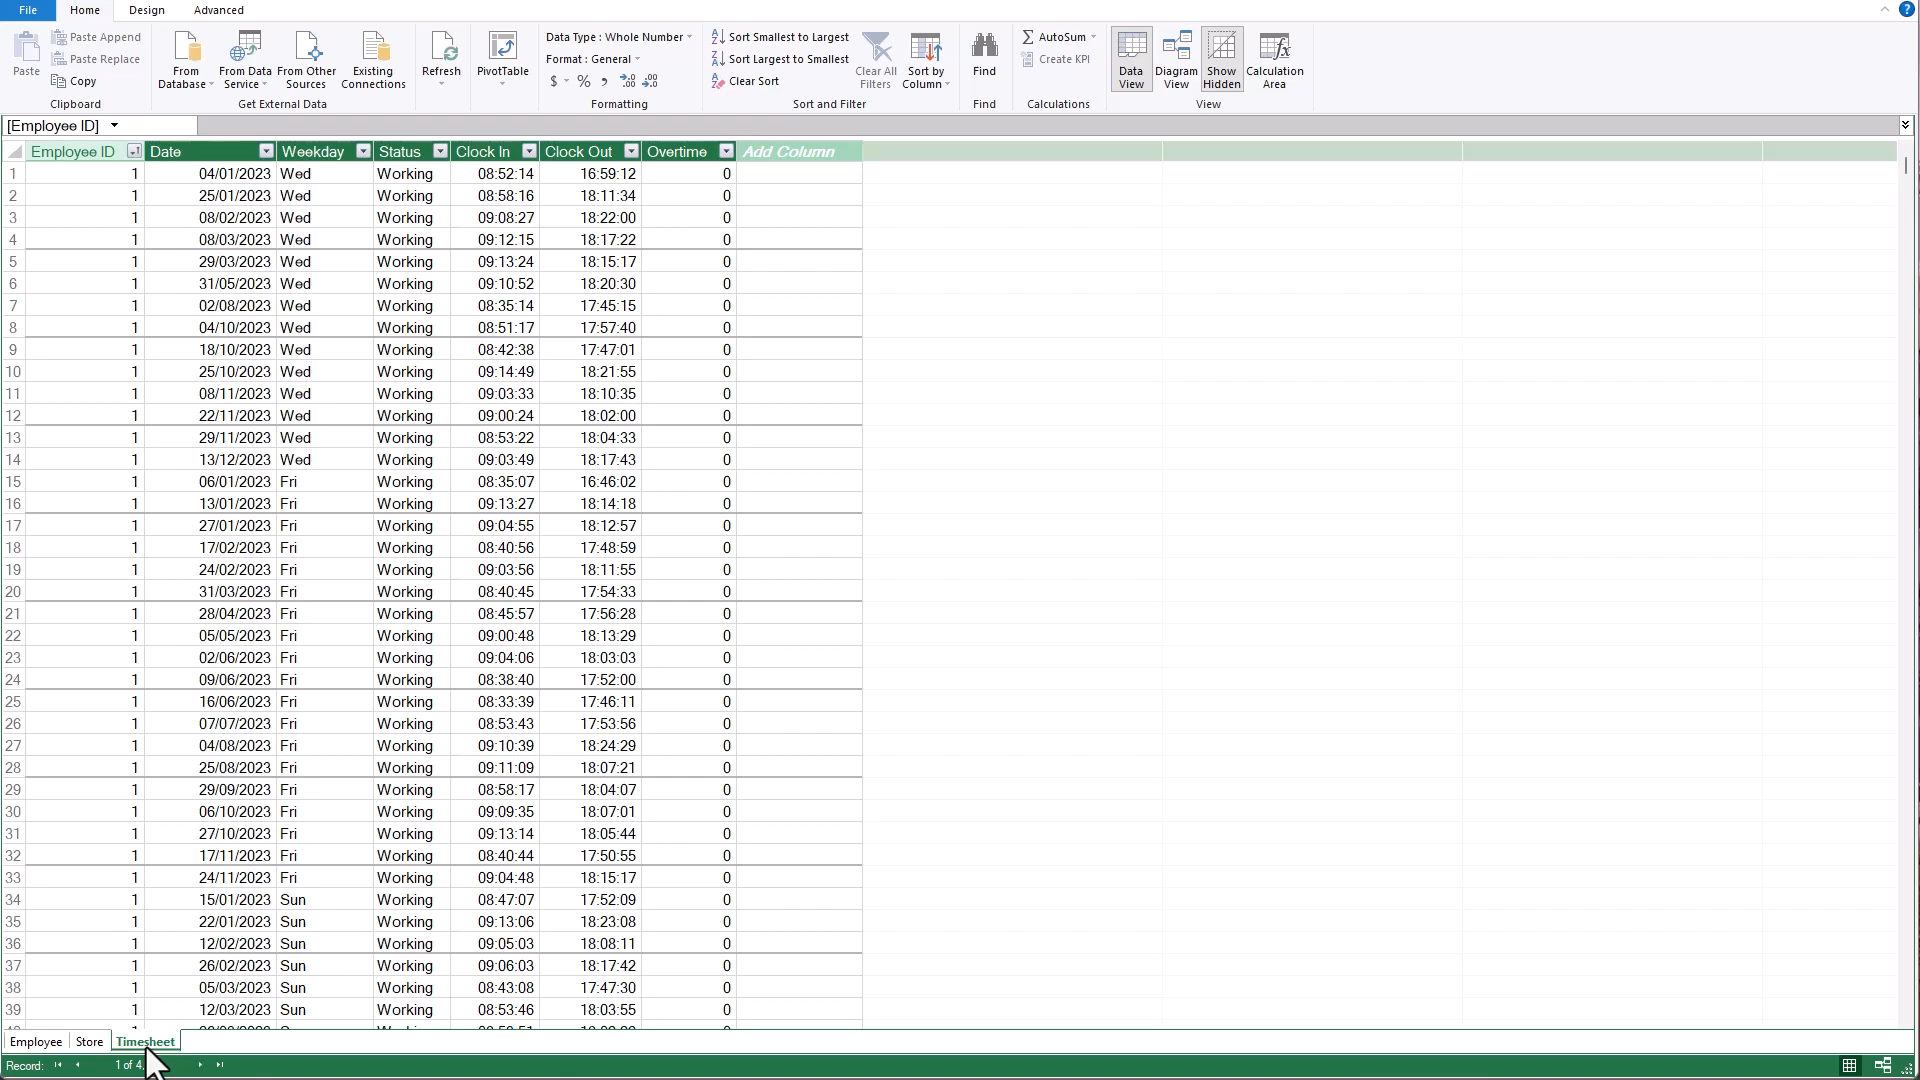 File Home Design Advanced
Paste Paste Append Paste Replace Copy
Clipboard
From Database From Data Service From Other Sources Existing Connections
Get External Data
Refresh
PivotTable
Data Type : Whole Number
Format : General
$ % , .00 .00
Formatting
Sort Smallest to Largest
Sort Largest to Smallest
Clear Sort
Clear All Filters Sort by Column
Sort and Filter
Find
Find
AutoSum
Create KPI
Calculations
Data View Diagram View Show Hidden Calculation Area
View
[Employee ID]
Employee ID Date Weekday Status Clock In Clock Out Overtime Add Column
1 1 04/01/2023 Wed Working 08:52:14 16:59:12 0
2 1 25/01/2023 Wed Working 08:58:16 18:11:34 0
3 1 08/02/2023 Wed Working 09:08:27 18:22:00 0
4 1 08/03/2023 Wed Working 09:12:15 18:17:22 0
5 1 29/03/2023 Wed Working 09:13:24 18:15:17 0
6 1 31/05/2023 Wed Working 09:10:52 18:20:30 0
7 1 02/08/2023 Wed Working 08:35:14 17:45:15 0
8 1 04/10/2023 Wed Working 08:51:17 17:57:40 0
9 1 18/10/2023 Wed Working 08:42:38 17:47:01 0
10 1 25/10/2023 Wed Working 09:14:49 18:21:55 0
11 1 08/11/2023 Wed Working 09:03:33 18:10:35 0
12 1 22/11/2023 Wed Working 09:00:24 18:02:00 0
13 1 29/11/2023 Wed Working 08:53:22 18:04:33 0
14 1 13/12/2023 Wed Working 09:03:49 18:17:43 0
15 1 06/01/2023 Fri Working 08:35:07 16:46:02 0
16 1 13/01/2023 Fri Working 09:13:27 18:14:18 0
17 1 27/01/2023 Fri Working 09:04:55 18:12:57 0
18 1 17/02/2023 Fri Working 08:40:56 17:48:59 0
19 1 24/02/2023 Fri Working 09:03:56 18:11:55 0
20 1 31/03/2023 Fri Working 08:40:45 17:54:33 0
21 1 28/04/2023 Fri Working 08:45:57 17:56:28 0
22 1 05/05/2023 Fri Working 09:00:48 18:13:29 0
23 1 02/06/2023 Fri Working 09:04:06 18:03:03 0
24 1 09/06/2023 Fri Working 08:38:40 17:52:00 0
25 1 16/06/2023 Fri Working 08:33:39 17:46:11 0
26 1 07/07/2023 Fri Working 08:53:43 17:53:56 0
27 1 04/08/2023 Fri Working 09:10:39 18:24:29 0
28 1 25/08/2023 Fri Working 09:11:09 18:07:21 0
29 1 29/09/2023 Fri Working 08:58:17 18:04:07 0
30 1 06/10/2023 Fri Working 09:09:35 18:07:01 0
31 1 27/10/2023 Fri Working 09:13:14 18:05:44 0
32 1 17/11/2023 Fri Working 08:40:44 17:50:55 0
33 1 24/11/2023 Fri Working 09:04:48 18:15:17 0
34 1 15/01/2023 Sun Working 08:47:07 17:52:09 0
35 1 22/01/2023 Sun Working 09:13:06 18:23:08 0
36 1 12/02/2023 Sun Working 09:05:03 18:08:11 0
37 1 26/02/2023 Sun Working 09:06:03 18:17:42 0
38 1 05/03/2023 Sun Working 08:43:08 17:47:30 0
39 1 12/03/2023 Sun Working 08:53:46 18:03:55 0
Employee Store Timesheet
Record: 1 of 4